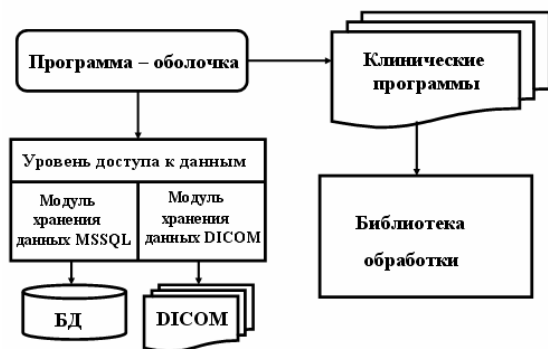 Программа – оболочка
Клинические
программы
Уровень доступа к данным
Модуль
хранения
данных MSSQL
Модуль
хранения
данных DICOM
Библиотека
обработки
БД
DICOM